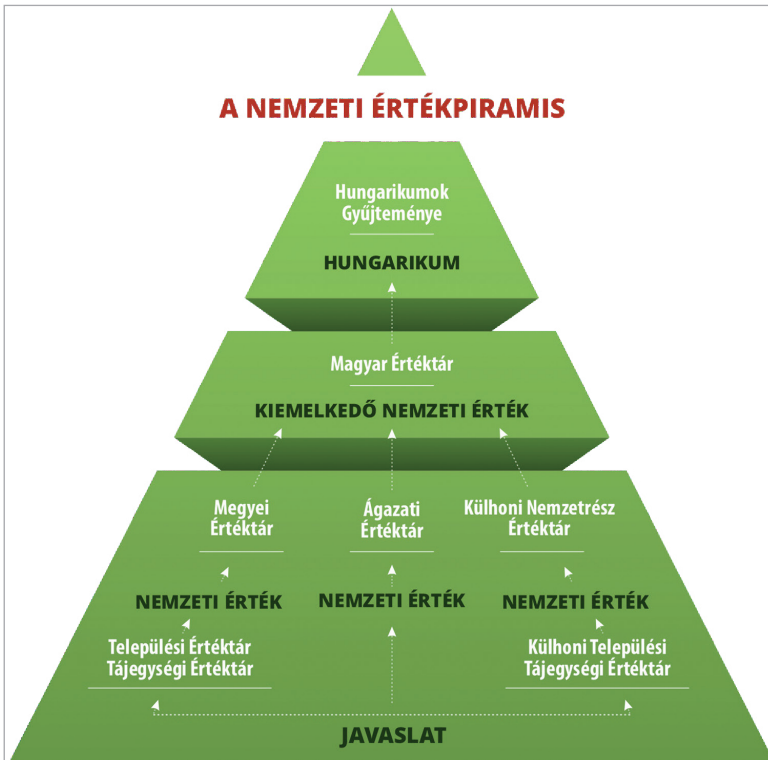 A NEMZETI ÉRTÉKPIRAMIS
Hungarikumok
Gyűjteménye
HUNGARIKUM
Magyar Értéktár
KIEMELKEDŐ NEMZETI ÉRTÉK
Megyei
Értéktár
Ágazati
Értéktár
Külhoni Nemzetrész
Értéktár
NEMZETI ÉRTÉK
NEMZETI ÉRTÉK
NEMZETI ÉRTÉK
Települési Értéktár
Tájegységi Értéktár
Külhoni Települési
Tájegységi Értéktár
JAVASLAT